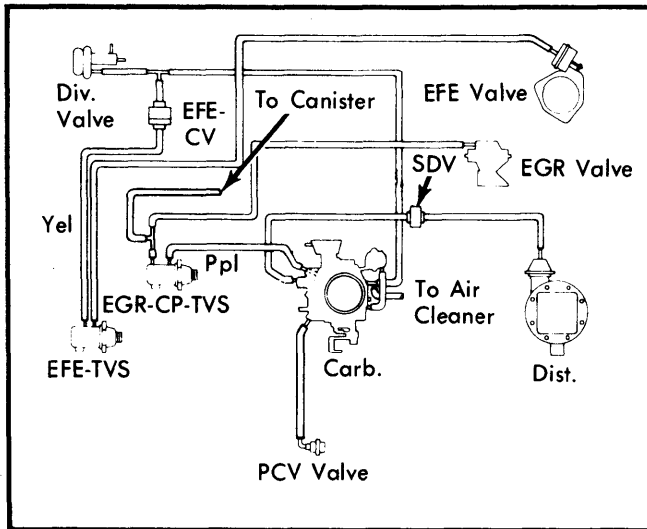 Div.
Valve
EFE-
CV
To Canister
EFE Valve
SDV
EGR Valve
Yel
Ppl
EGR-CP-TVS
To Air
Cleaner
EFE-TVS
Carb.
Dist.
PCV Valve